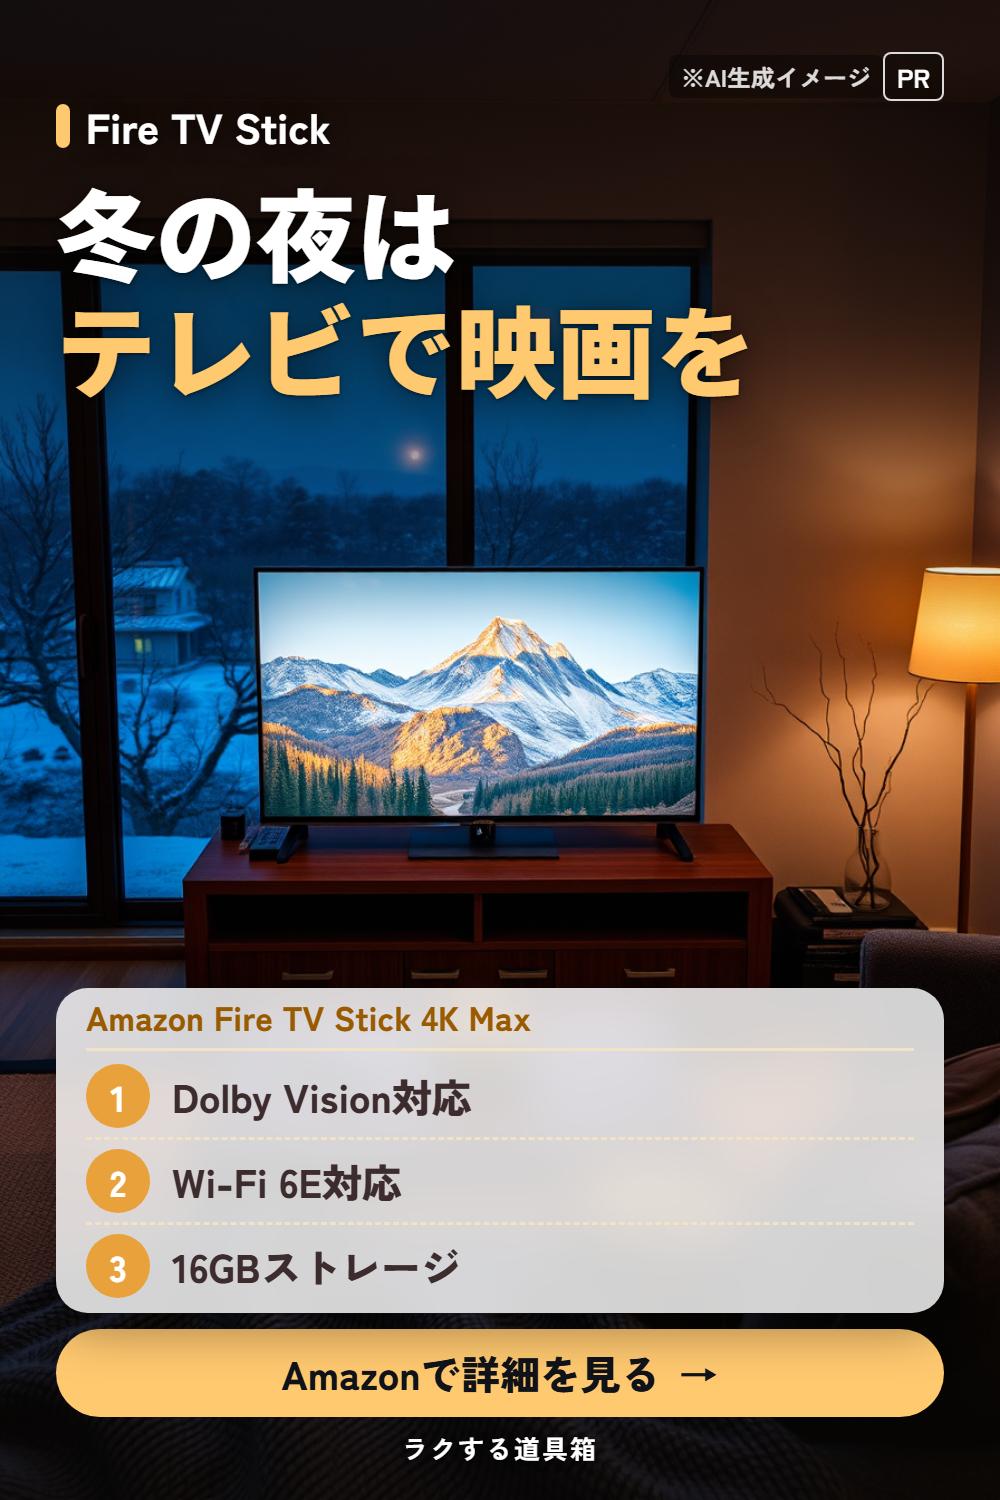 ※AI生成イメージ PR
Fire TV Stick
冬の夜は
テレビで映画を
Amazon Fire TV Stick 4K Max
1 Dolby Vision対応
2 Wi-Fi 6E対応
3 16GBストレージ
Amazonで詳細を見る →
ラクする道具箱